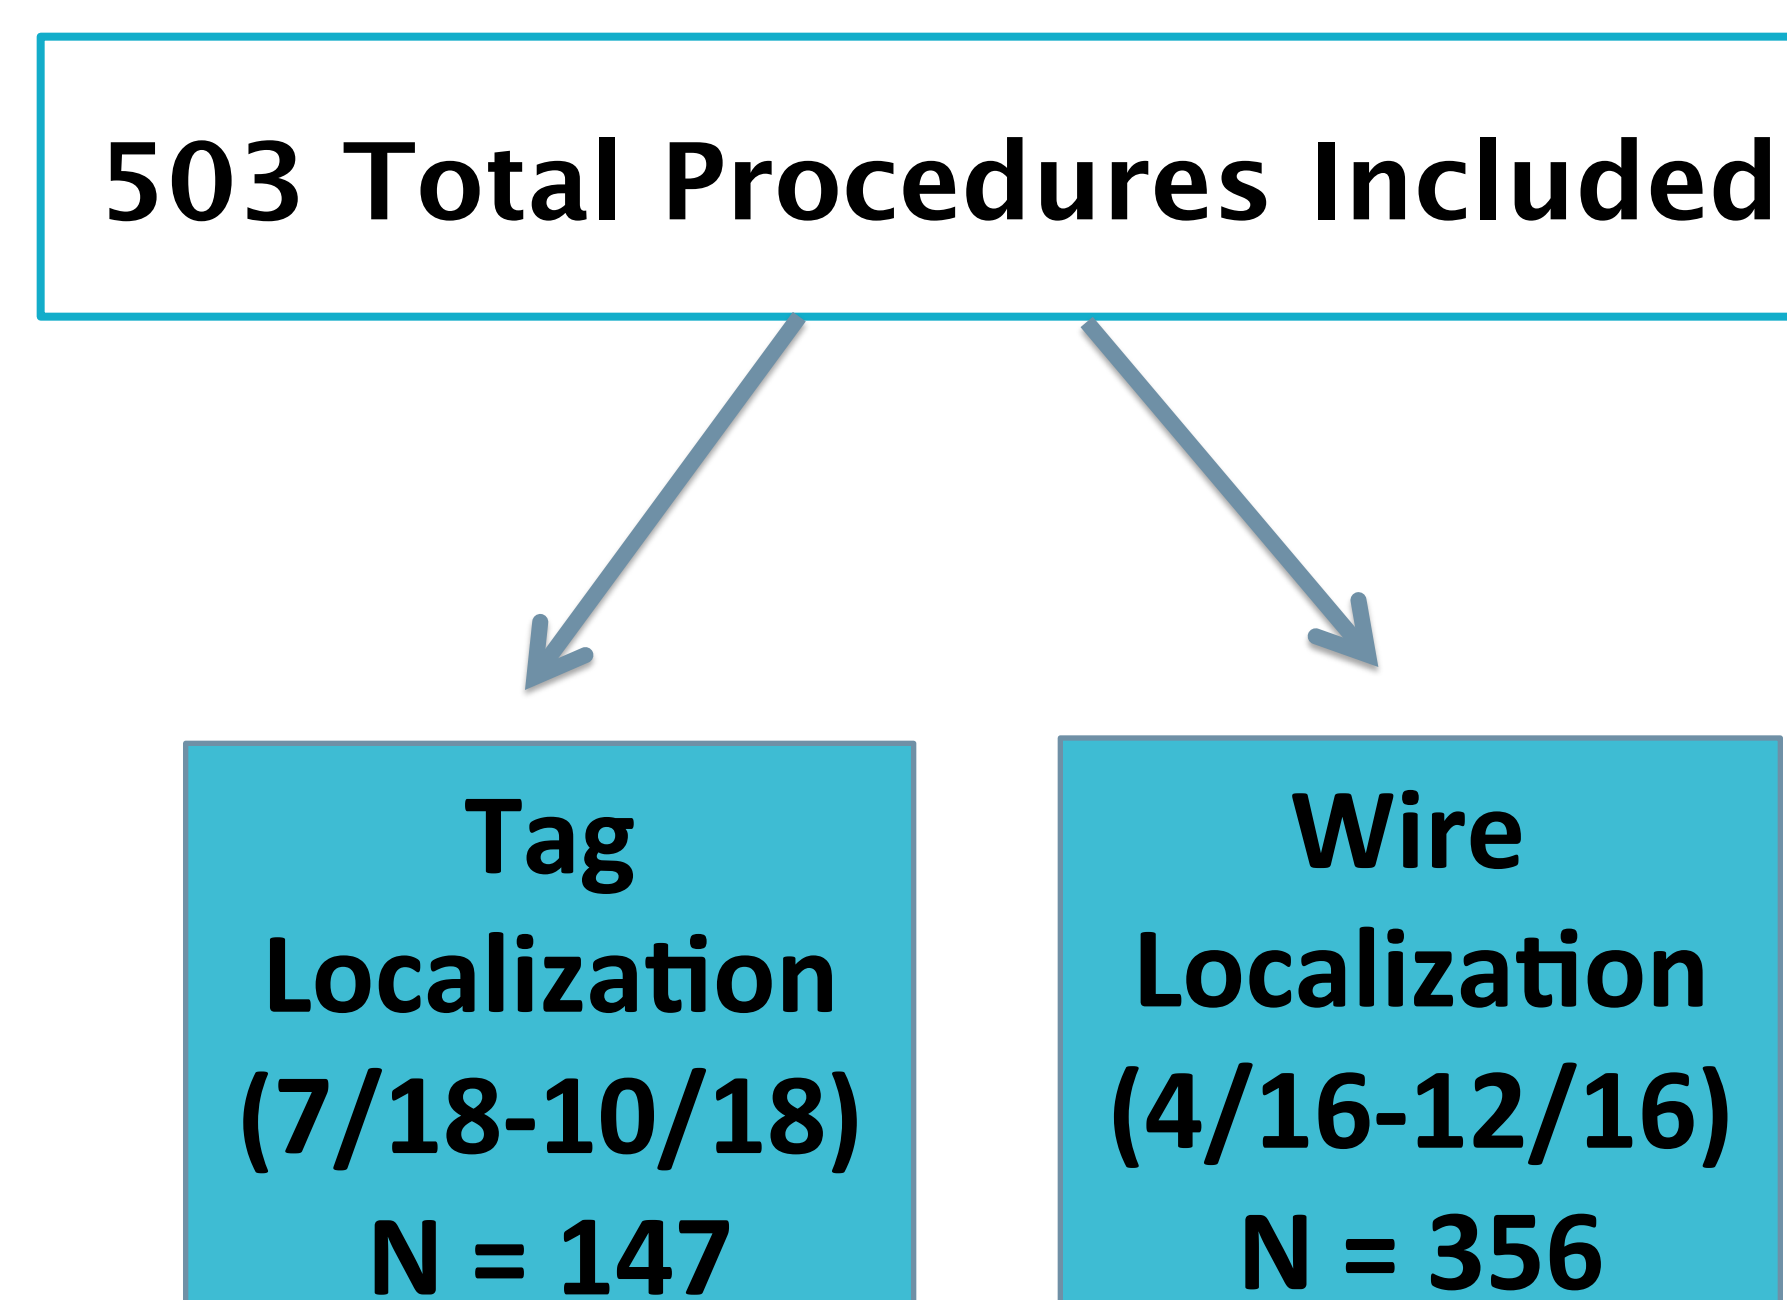 503 Total Procedures Included
Tag
Localization
(7/18-10/18)
N = 147
Wire
Localization
(4/16-12/16)
N = 356